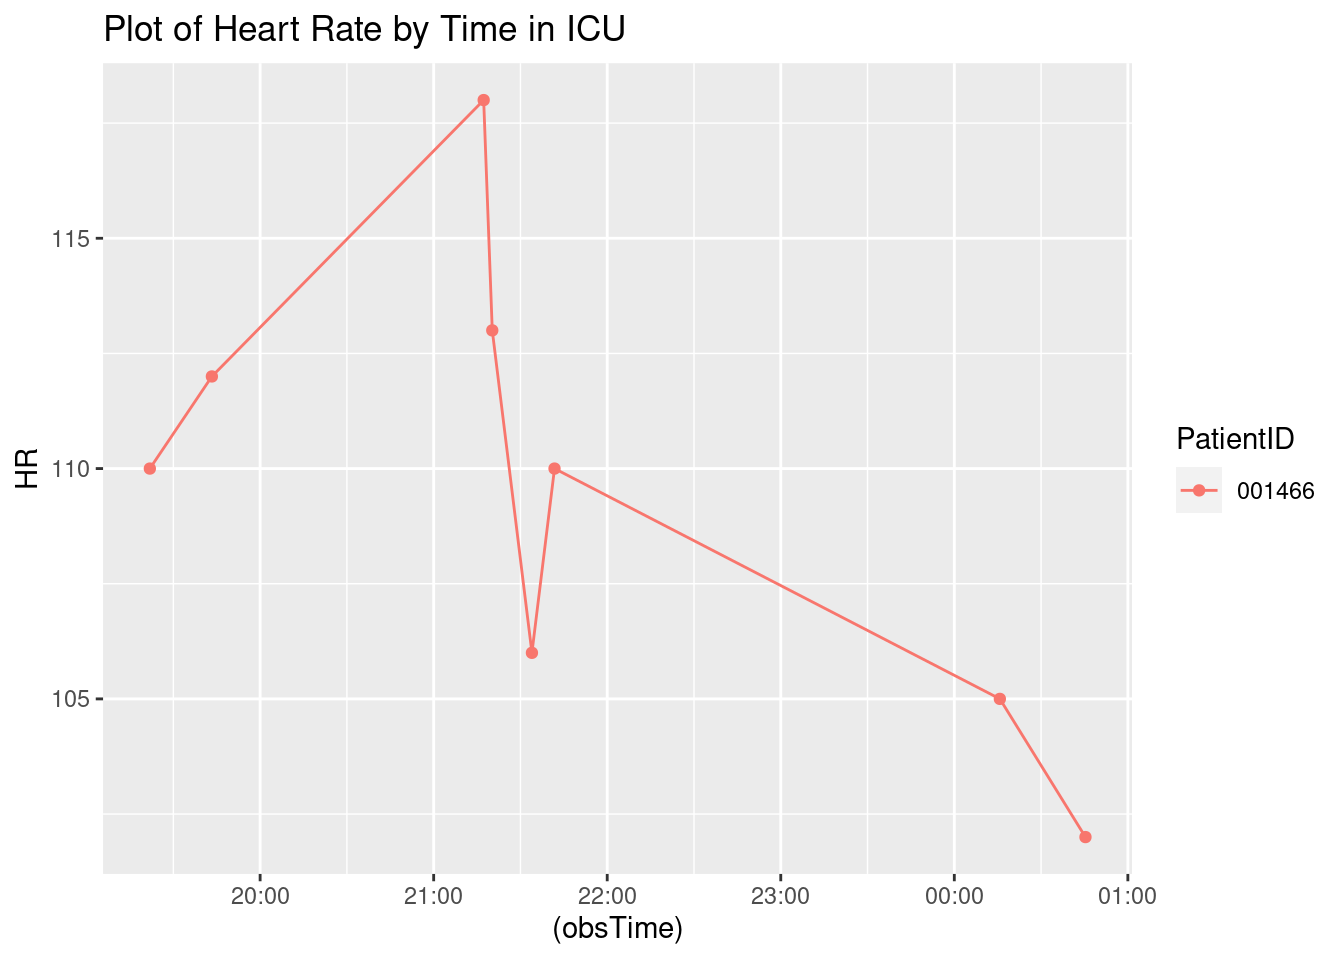 Plot of Heart Rate by Time in ICU
HR
115
110
105
20:00 21:00 22:00 23:00 00:00 01:00
(obsTime)
PatientID
001466